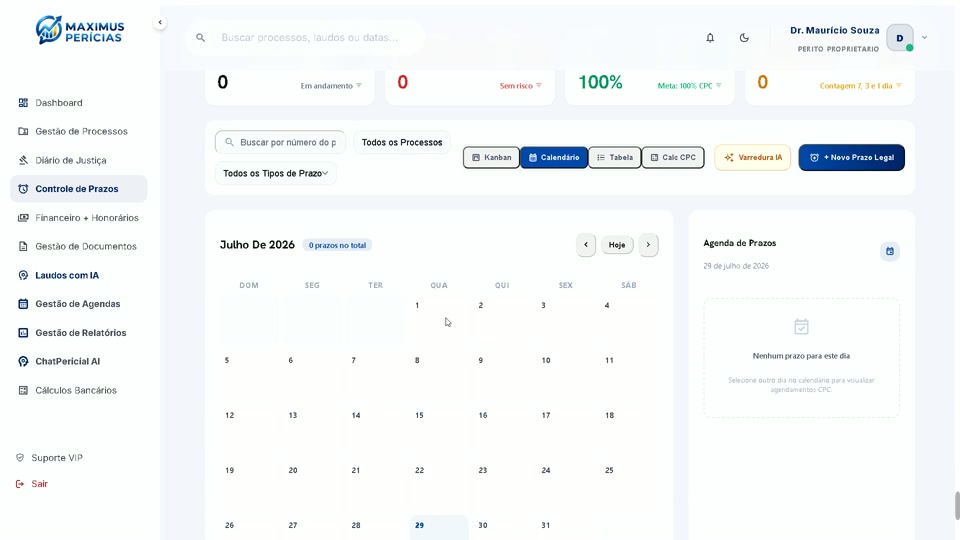 MAXIMUS
PERÍCIAS
Buscar processos, laudos ou datas...
Dr. Maurício Souza
PERITO PROPRIETARIO
D
Dashboard
Gestão de Processos
Diário de Justiça
Controle de Prazos
Financeiro + Honorários
Gestão de Documentos
Laudos com IA
Gestão de Agendas
Gestão de Relatórios
ChatPericial AI
Cálculos Bancários
Suporte VIP
Sair
0 Em andamento
0 Sem risco
100% Meta: 100% CPC
0 Contagem 7, 3 e 1 dia
Buscar por número do p
Todos os Processos
Todos os Tipos de Prazo
Kanban
Calendário
Tabela
Calc CPC
Varredura IA
+ Novo Prazo Legal
Julho De 2026 0 prazos no total
Hoje
DOM SEG TER QUA QUI SEX SÁB
1 2 3 4
5 6 7 8 9 10 11
12 13 14 15 16 17 18
19 20 21 22 23 24 25
26 27 28 29 30 31
Agenda de Prazos
29 de julho de 2026
Nenhum prazo para este dia
Selecione outro dia no calendário para visualizar
agendamentos CPC.